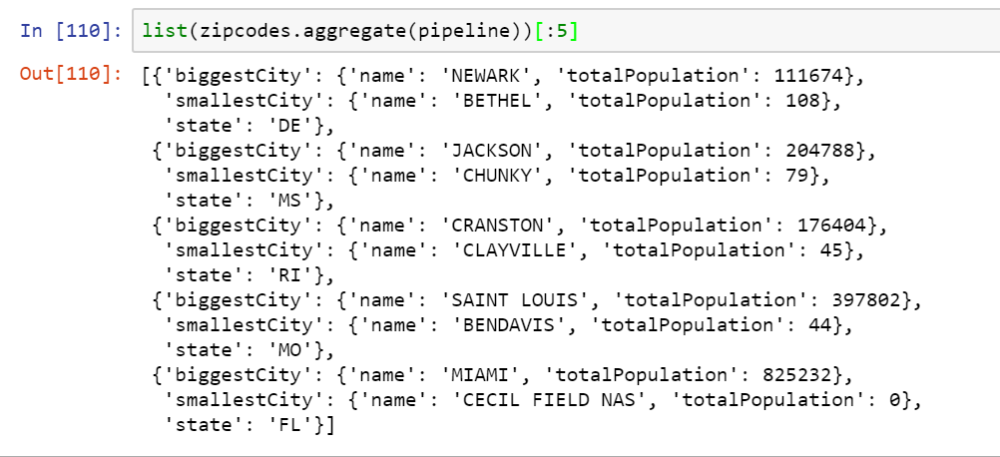 In [110]: list(zipcodes.aggregate(pipeline))[:5]
Out[110]: [{'biggestCity': {'name': 'NEWARK', 'totalPopulation': 111674},
'smallestCity': {'name': 'BETHEL', 'totalPopulation': 108},
'state': 'DE'},
{'biggestCity': {'name': 'JACKSON', 'totalPopulation': 204788},
'smallestCity': {'name': 'CHUNKY', 'totalPopulation': 79},
'state': 'MS'},
{'biggestCity': {'name': 'CRANSTON', 'totalPopulation': 176404},
'smallestCity': {'name': 'CLAYVILLE', 'totalPopulation': 45},
'state': 'RI'},
{'biggestCity': {'name': 'SAINT LOUIS', 'totalPopulation': 397802},
'smallestCity': {'name': 'BENDAVIS', 'totalPopulation': 44},
'state': 'MO'},
{'biggestCity': {'name': 'MIAMI', 'totalPopulation': 825232},
'smallestCity': {'name': 'CECIL FIELD NAS', 'totalPopulation': 0},
'state': 'FL'}]